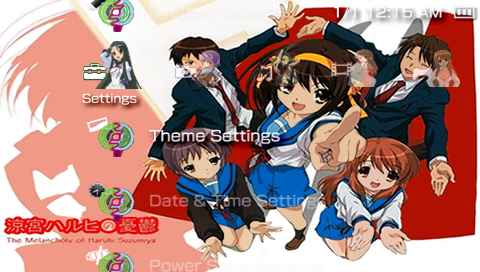 1/1 12:15 AM
Settings
Theme Settings
Date & Time Settings
涼宮ハルヒの憂鬱
The Melancholy of Haruhi Suzumiya
Power S